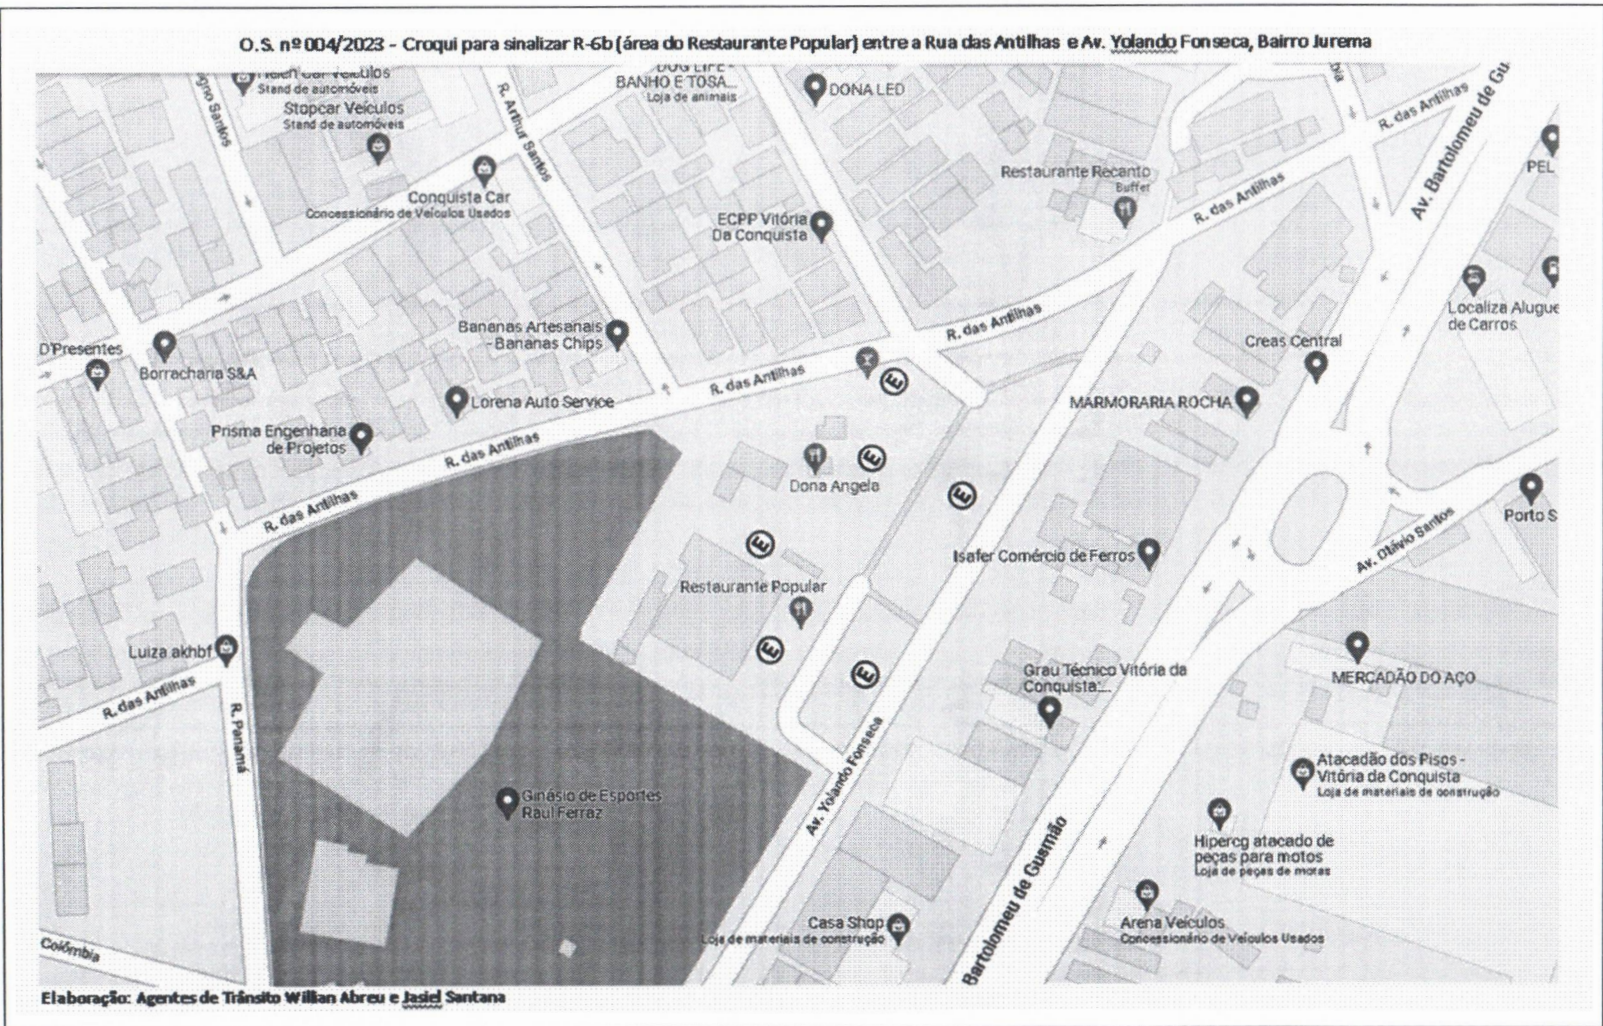 O.S. nº 004/2023 - Croqui para sinalizar R-6b (área do Restaurante Popular) entre a Rua das Antilhas e Av. Yolando Fonseca, Bairro Jurema
Stand de automóveis
Stopcar Veículos
Stand de automóveis
Santos
R. Arthur Santos
BANHO E TOSA...
Loja de animais
DONA LED
R. das Antilhas
Av. Bartolomeu de Gu
PEL
Conquista Car
Concessionário de Veículos Usados
ECPP Vitória
Da Conquista
Restaurante Recanto
Buffet
R. das Antilhas
Localiza Alugue
de Carros
D'Presentes
Borracharia S&A
Bananas Artesanais
- Bananas Chips
R. das Antilhas
R. das Antilhas
Creas Central
Lorena Auto Service
MARMORARIA ROCHA
Prisma Engenharia
de Projetos
R. das Antilhas
R. das Antilhas
E
E
E
E
E
E
Dona Angela
Porto S
Av. Otávio Santos
Isafer Comércio de Ferros
Restaurante Popular
Luiza akhbf
R. das Antilhas
R. Panamá
Grau Técnico Vitória da
Conquista:...
MERCADÃO DO AÇO
Av. Yolando Fonseca
Ginásio de Esportes
Raul Ferraz
Atacadão dos Pisos -
Vitória da Conquista
Loja de materiais de construção
Hipercg atacado de
peças para motos
Loja de peças de motos
Bartolomeu de Gusmão
Casa Shop
Loja de materiais de construção
Arena Veículos
Concessionário de Veículos Usados
Colômbia
Elaboração: Agentes de Trânsito Willian Abreu e Jasiel Santana